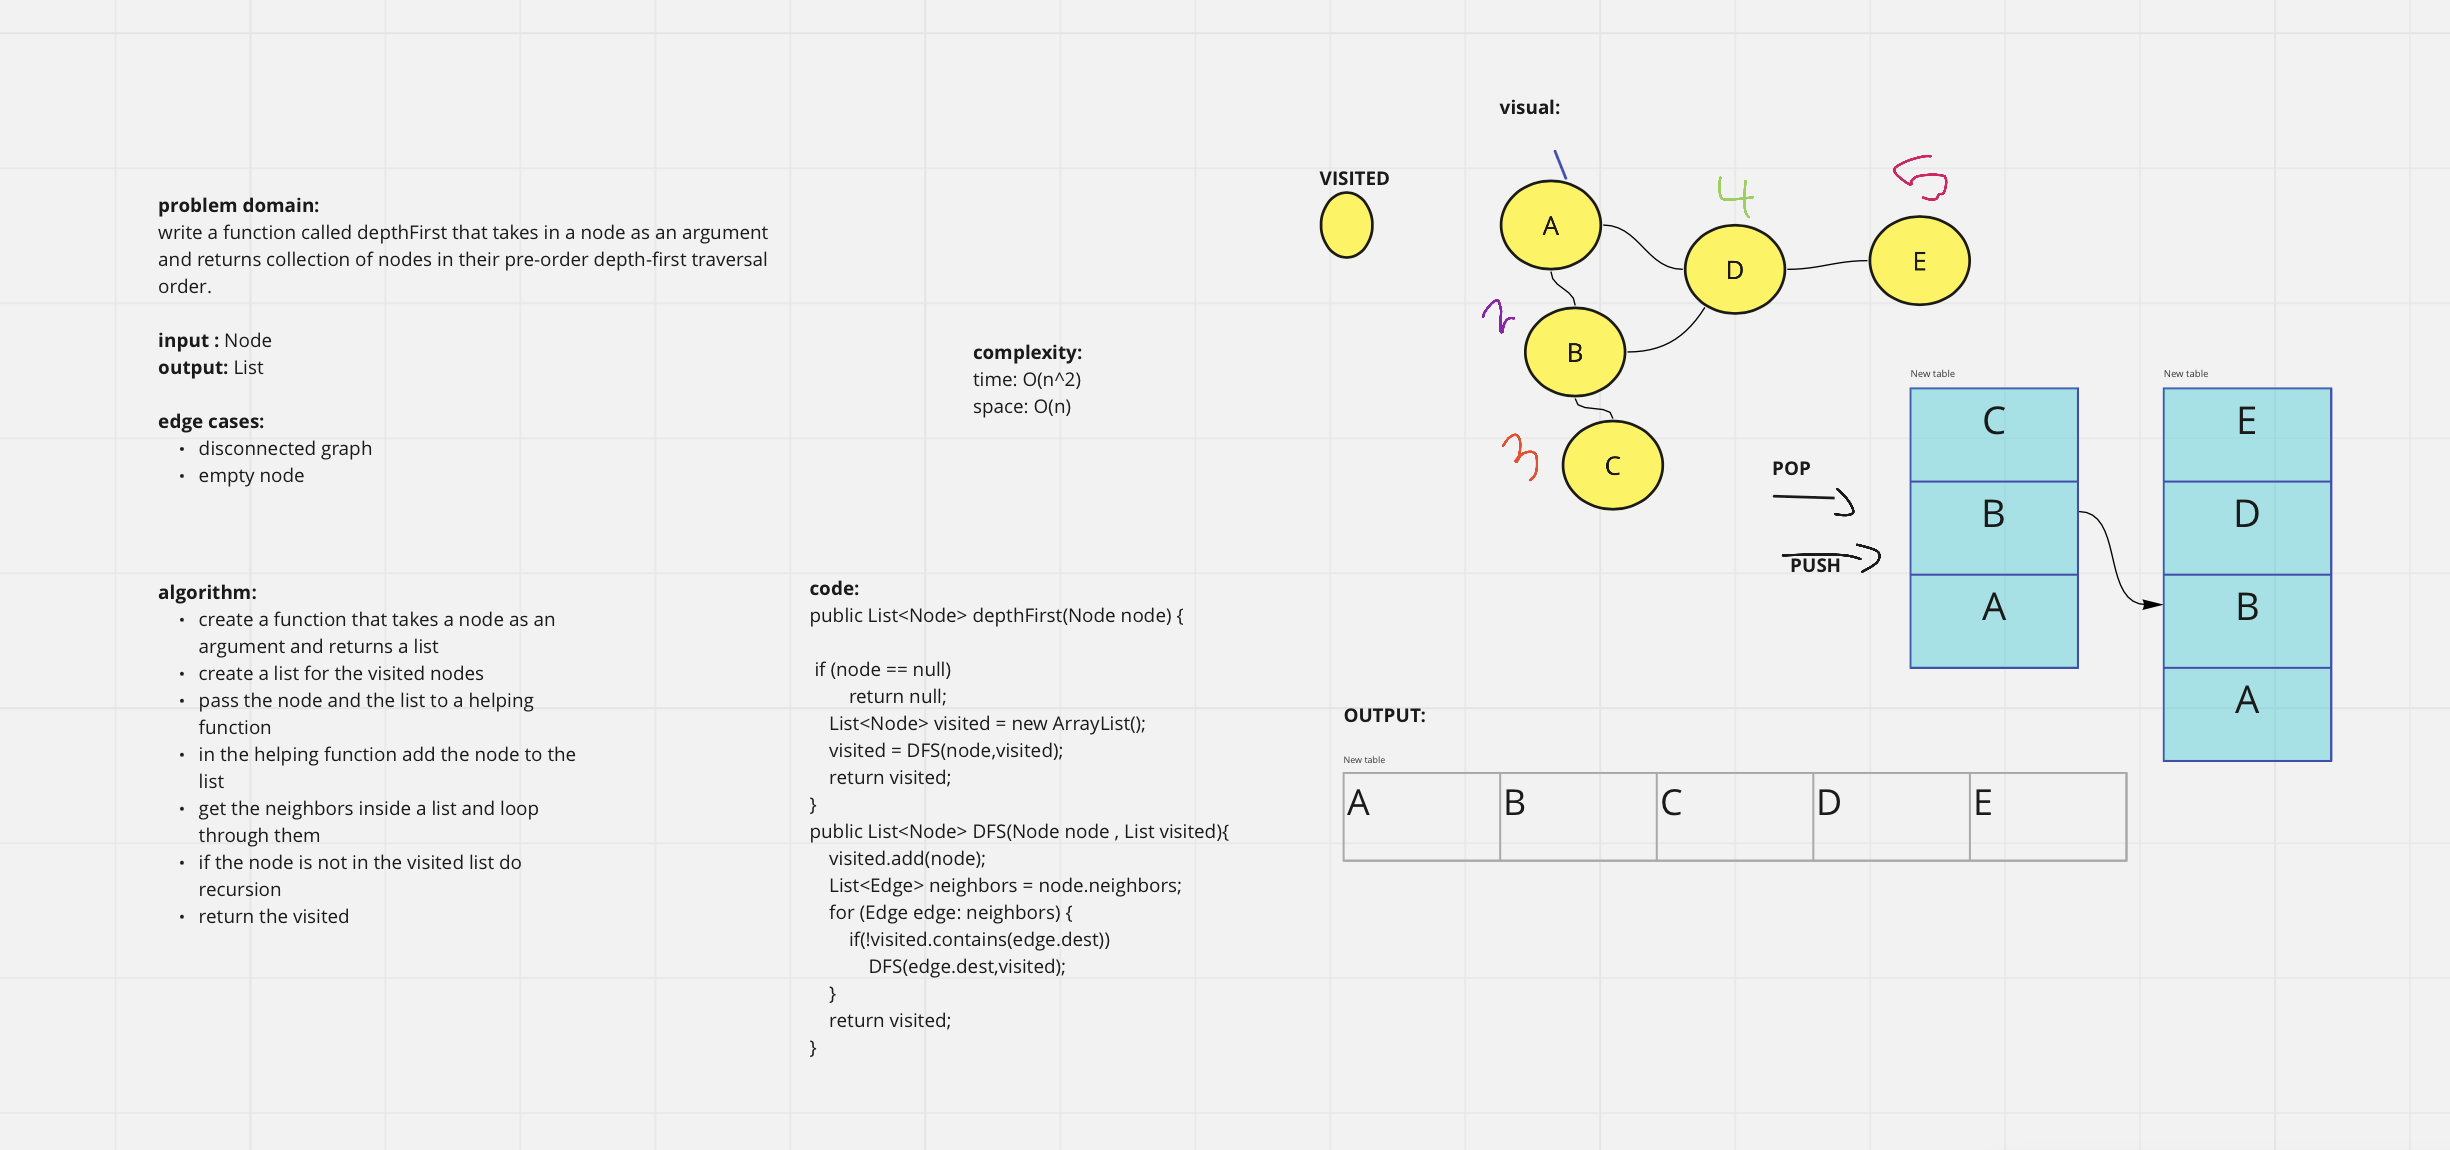 problem domain:
write a function called depthFirst that takes in a node as an argument
and returns collection of nodes in their pre-order depth-first traversal
order.
input : Node
output: List
edge cases:
• disconnected graph
• empty node
algorithm:
• create a function that takes a node as an
argument and returns a list
• create a list for the visited nodes
• pass the node and the list to a helping
function
• in the helping function add the node to the
list
• get the neighbors inside a list and loop
through them
• if the node is not in the visited list do
recursion
• return the visited
complexity:
time: O(n^2)
space: O(n)
code:
public List<Node> depthFirst(Node node) {
if (node == null)
return null;
List<Node> visited = new ArrayList();
visited = DFS(node,visited);
return visited;
}
public List<Node> DFS(Node node , List visited){
visited.add(node);
List<Edge> neighbors = node.neighbors;
for (Edge edge: neighbors) {
if(!visited.contains(edge.dest))
DFS(edge.dest,visited);
}
return visited;
}
visual:
VISITED
1
A
4
D
5
E
2
B
3
C
POP
PUSH
New table
C
B
A
New table
E
D
B
A
OUTPUT:
New table
A B C D E